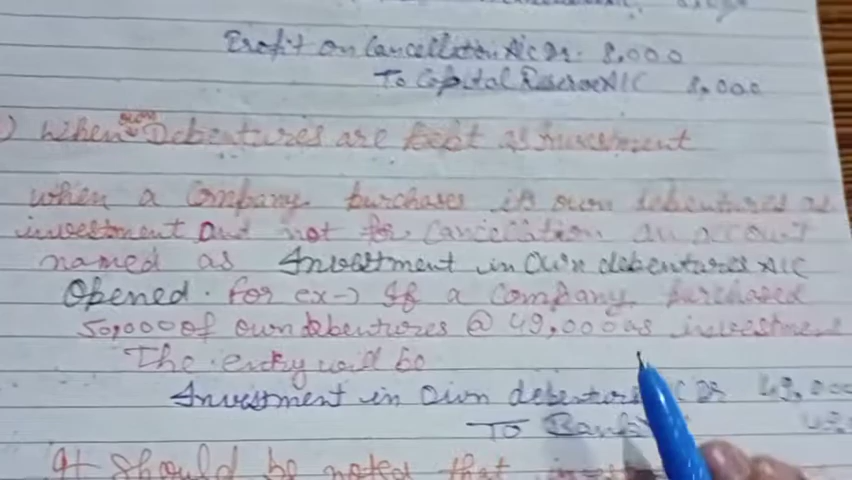 Profit on Cancellation A/C Dr. 8,000
To Capital Reserve A/C 8,000
) When own Debentures are kept as investment
when a Company purchases its own debentures as
investment and not for Cancellation an account
named as Investment in Own debentures A/C
Opened. For ex-> If a Company purchased
50,000 of own debentures @ 49,000 as investment
The entry will be
Investment in Own debentures A/C Dr 49,000
To Bank
It should be noted that